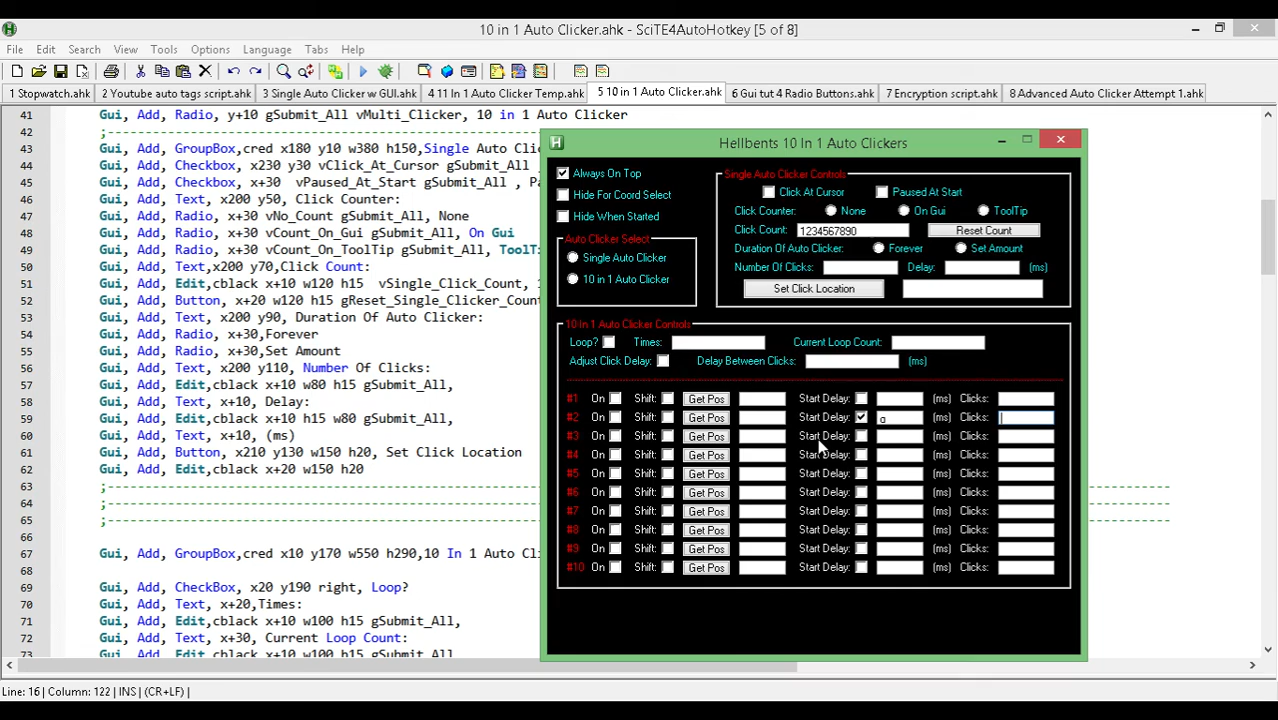 10 in 1 Auto Clicker.ahk - SciTE4AutoHotkey [5 of 8]
File Edit Search View Tools Options Language Tabs Help
1 Stopwatch.ahk 2 Youtube auto tags script.ahk 3 Single Auto Clicker w GUI.ahk 4 11 In 1 Auto Clicker Temp.ahk 5 10 in 1 Auto Clicker.ahk 6 Gui tut 4 Radio Buttons.ahk 7 Encryption script.ahk 8 Advanced Auto Clicker Attempt 1.ahk
41 Gui, Add, Radio, y+10 gSubmit_All vMulti_Clicker, 10 in 1 Auto Clicker
42 ;
43 Gui, Add, GroupBox,cred x180 y10 w380 h150,Single Auto Clic
44 Gui, Add, Checkbox, x230 y30 vClick_At_Cursor gSubmit_All
45 Gui, Add, Checkbox, x+30 vPaused_At_Start gSubmit_All , Pa
46 Gui, Add, Text, x200 y50, Click Counter:
47 Gui, Add, Radio, x+30 vNo_Count gSubmit_All, None
48 Gui, Add, Radio, x+30 vCount_On_Gui gSubmit_All, On Gui
49 Gui, Add, Radio, x+30 vCount_On_ToolTip gSubmit_All, ToolT
50 Gui, Add, Text,x200 y70,Click Count:
51 Gui, Add, Edit,cblack x+10 w120 h15 vSingle_Click_Count, 1
52 Gui, Add, Button, x+20 w120 h15 gReset_Single_Clicker_Count
53 Gui, Add, Text, x200 y90, Duration Of Auto Clicker:
54 Gui, Add, Radio, x+30,Forever
55 Gui, Add, Radio, x+30,Set Amount
56 Gui, Add, Text, x200 y110, Number Of Clicks:
57 Gui, Add, Edit,cblack x+10 w80 h15 gSubmit_All,
58 Gui, Add, Text, x+10, Delay:
59 Gui, Add, Edit,cblack x+10 h15 w80 gSubmit_All,
60 Gui, Add, Text, x+10, (ms)
61 Gui, Add, Button, x210 y130 w150 h20, Set Click Location
62 Gui, Add, Edit,cblack x+20 w150 h20
63 ;
64 ;
65 ;
66
67 Gui, Add, GroupBox,cred x10 y170 w550 h290,10 In 1 Auto Cl
69 Gui, Add, CheckBox, x20 y190 right, Loop?
70 Gui, Add, Text, x+20,Times:
71 Gui, Add, Edit,cblack x+10 w100 h15 gSubmit_All,
72 Gui, Add, Text, x+30, Current Loop Count:
73 Gui, Add, Edit,cblack x+10 w100 h15 gSubmit_All
Line: 16 | Column: 122 | INS | (CR+LF) |
Hellbents 10 In 1 Auto Clickers
Always On Top
Hide For Coord Select
Hide When Started
Auto Clicker Select
Single Auto Clicker
10 in 1 Auto Clicker
Single Auto Clicker Controls
Click At Cursor Paused At Start
Click Counter: None On Gui ToolTip
Click Count: 1234567890 Reset Count
Duration Of Auto Clicker: Forever Set Amount
Number Of Clicks: Delay: (ms)
Set Click Location
10 In 1 Auto Clicker Controls
Loop? Times: Current Loop Count:
Adjust Click Delay: Delay Between Clicks: (ms)
#1 On Shift: Get Pos Start Delay: (ms) Clicks:
#2 On Shift: Get Pos Start Delay: g (ms) Clicks:
#3 On Shift: Get Pos Start Delay: (ms) Clicks:
#4 On Shift: Get Pos Start Delay: (ms) Clicks:
#5 On Shift: Get Pos Start Delay: (ms) Clicks:
#6 On Shift: Get Pos Start Delay: (ms) Clicks:
#7 On Shift: Get Pos Start Delay: (ms) Clicks:
#8 On Shift: Get Pos Start Delay: (ms) Clicks:
#9 On Shift: Get Pos Start Delay: (ms) Clicks:
#10 On Shift: Get Pos Start Delay: (ms) Clicks: